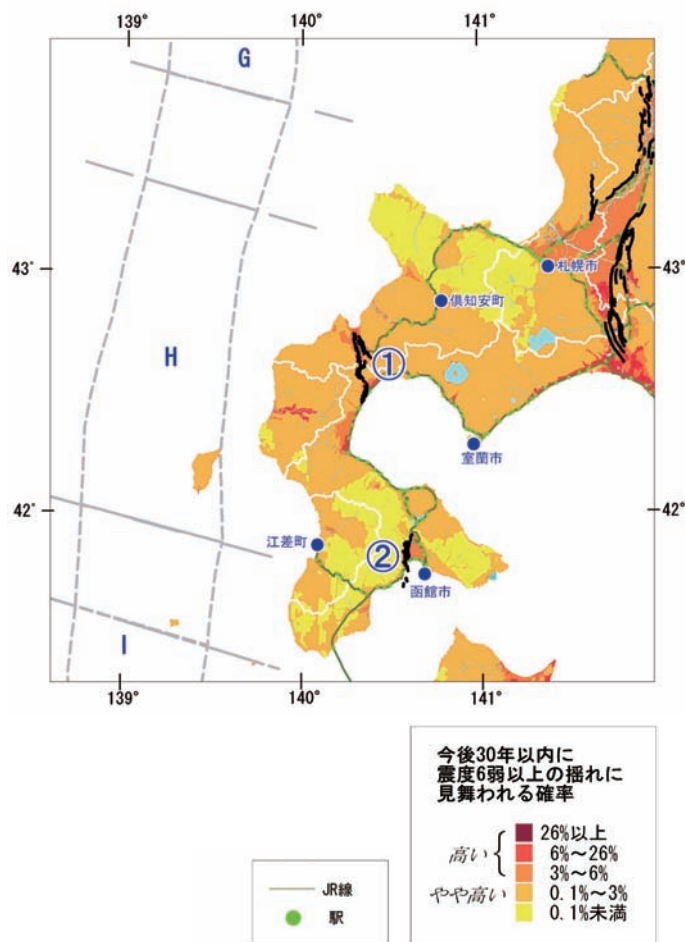 139° 140° 141°
G
43° 43°
札幌市
倶知安町
H
①
室蘭市
42° 42°
江差町
②
函館市
I
139° 140° 141°
今後30年以内に
震度6弱以上の揺れに
見舞われる確率
26%以上
高い 6%～26%
3%～6%
やや高い 0.1%～3%
0.1%未満
JR線
駅